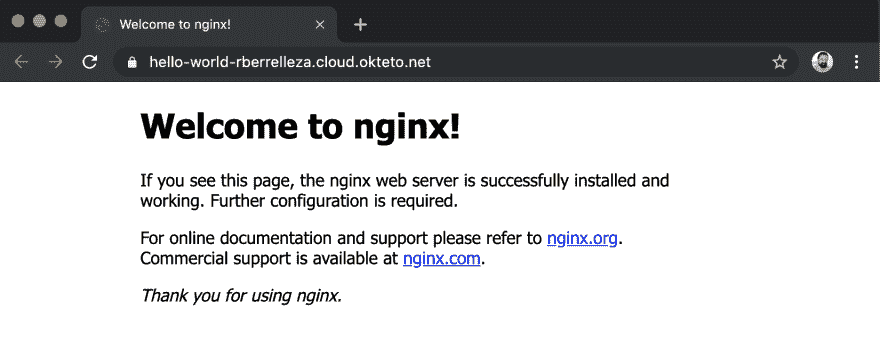 Welcome to nginx!
hello-world-rberrelleza.cloud.okteto.net
Welcome to nginx!
If you see this page, the nginx web server is successfully installed and
working. Further configuration is required.
For online documentation and support please refer to nginx.org.
Commercial support is available at nginx.com.
Thank you for using nginx.